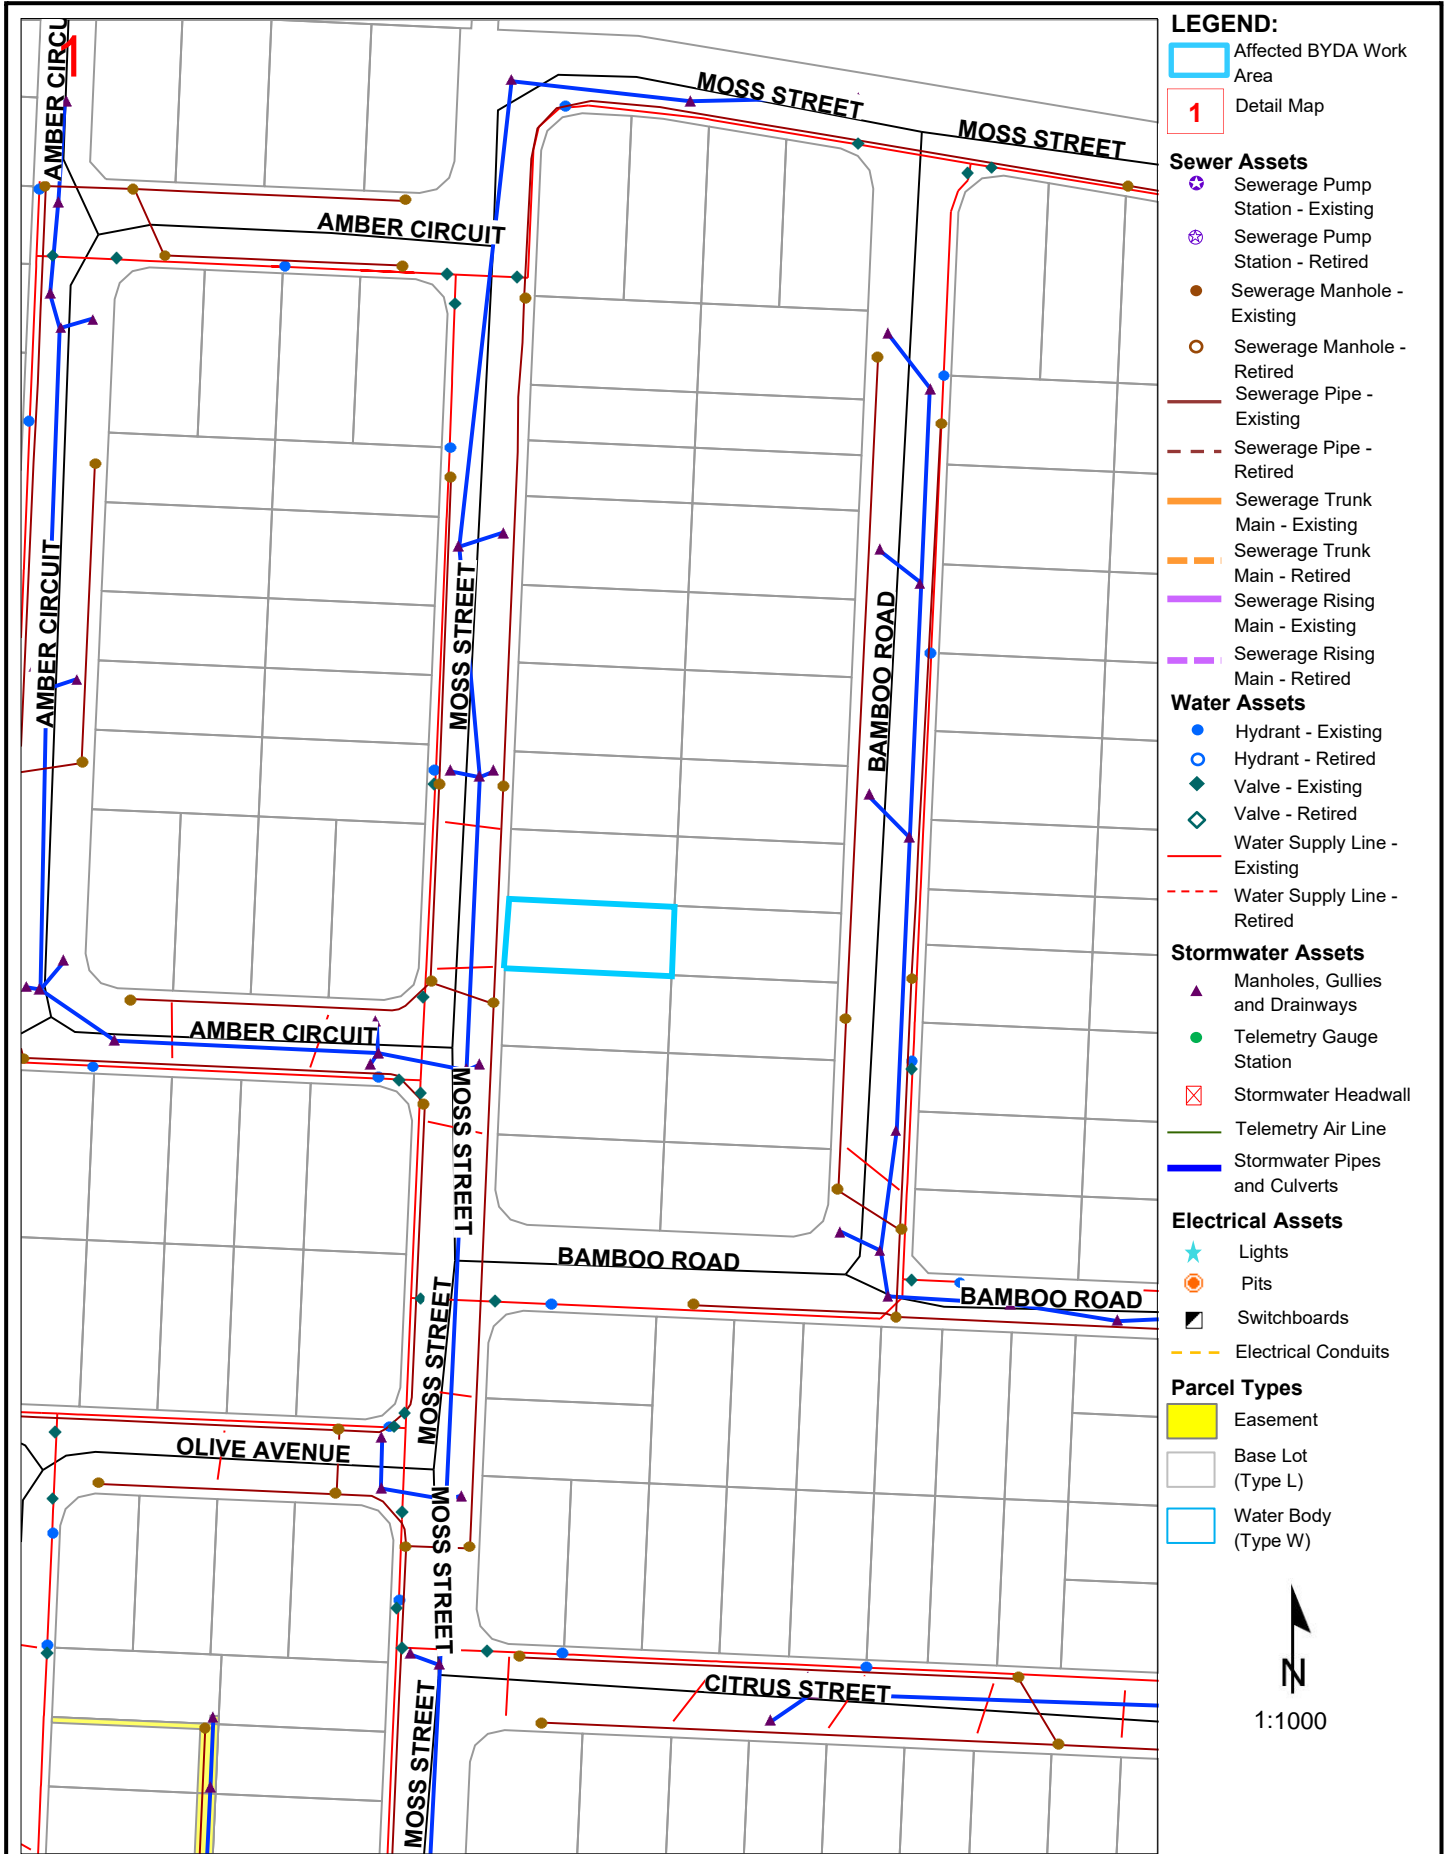 AMBER CIRCU
1
MOSS STREET
MOSS STREET
AMBER CIRCUIT
AMBER CIRCUIT
MOSS STREET
BAMBOO ROAD
AMBER CIRCUIT
MOSS STREET
BAMBOO ROAD
BAMBOO ROAD
MOSS STREET
OLIVE AVENUE
MOSS STREET
CITRUS STREET
MOSS STREET
LEGEND:
Affected BYDA Work
Area
1
Detail Map
Sewer Assets
Sewerage Pump
Station - Existing
Sewerage Pump
Station - Retired
Sewerage Manhole -
Existing
Sewerage Manhole -
Retired
Sewerage Pipe -
Existing
Sewerage Pipe -
Retired
Sewerage Trunk
Main - Existing
Sewerage Trunk
Main - Retired
Sewerage Rising
Main - Existing
Sewerage Rising
Main - Retired
Water Assets
Hydrant - Existing
Hydrant - Retired
Valve - Existing
Valve - Retired
Water Supply Line -
Existing
Water Supply Line -
Retired
Stormwater Assets
Manholes, Gullies
and Drainways
Telemetry Gauge
Station
Stormwater Headwall
Telemetry Air Line
Stormwater Pipes
and Culverts
Electrical Assets
Lights
Pits
Switchboards
Electrical Conduits
Parcel Types
Easement
Base Lot
(Type L)
Water Body
(Type W)
N
1:1000